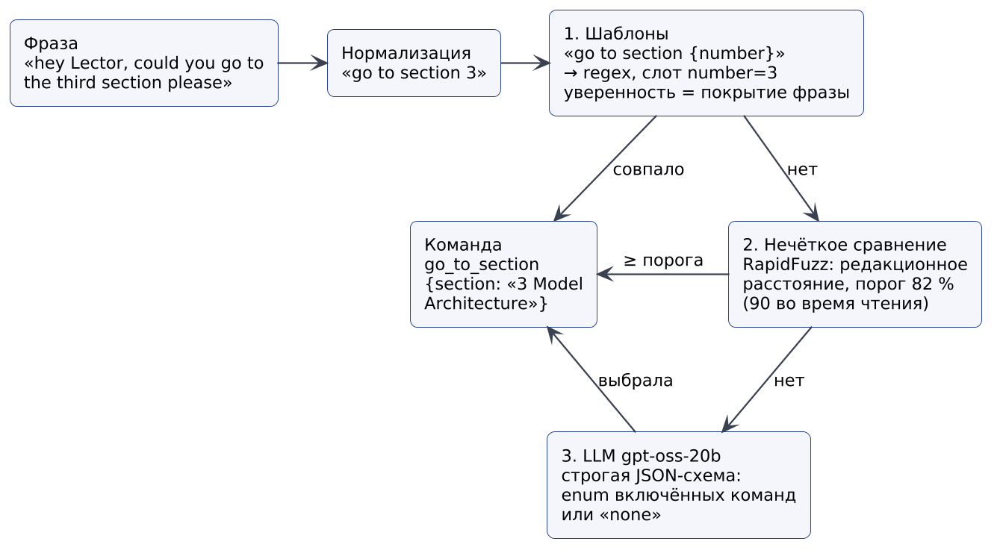 Фраза
«hey Lector, could you go to
the third section please»
Нормализация
«go to section 3»
1. Шаблоны
«go to section {number}»
→ regex, слот number=3
уверенность = покрытие фразы
совпало
нет
Команда
go_to_section
{section: «3 Model
Architecture»}
≥ порога
2. Нечёткое сравнение
RapidFuzz: редакционное
расстояние, порог 82 %
(90 во время чтения)
выбрала
нет
3. LLM gpt-oss-20b
строгая JSON-схема:
enum включённых команд
или «none»